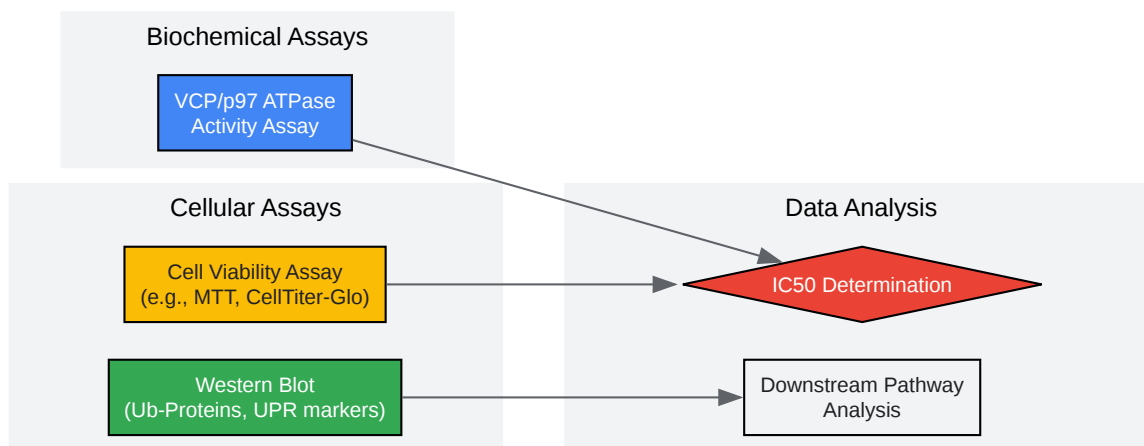 Biochemical Assays
VCP/p97 ATPase
Activity Assay
Cellular Assays
Cell Viability Assay
(e.g., MTT, CellTiter-Glo)
Western Blot
(Ub-Proteins, UPR markers)
Data Analysis
IC50 Determination
Downstream Pathway
Analysis